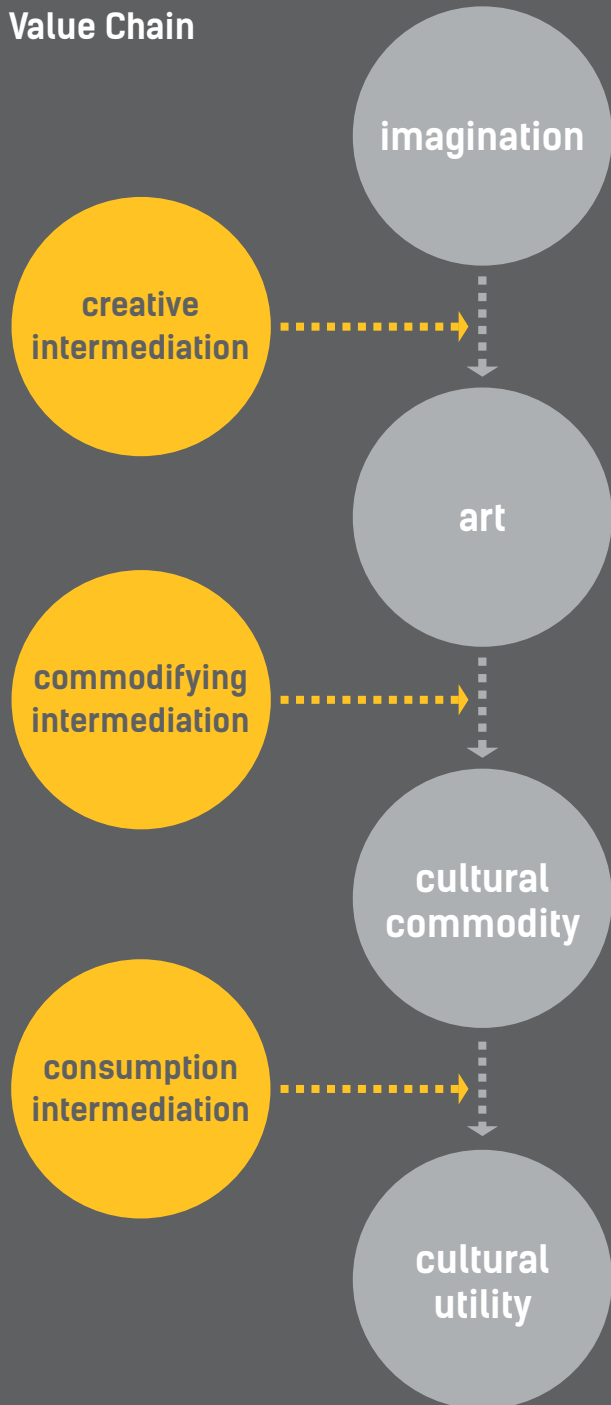 Value Chain
imagination
creative
intermediation
art
commodifying
intermediation
cultural
commodity
consumption
intermediation
cultural
utility